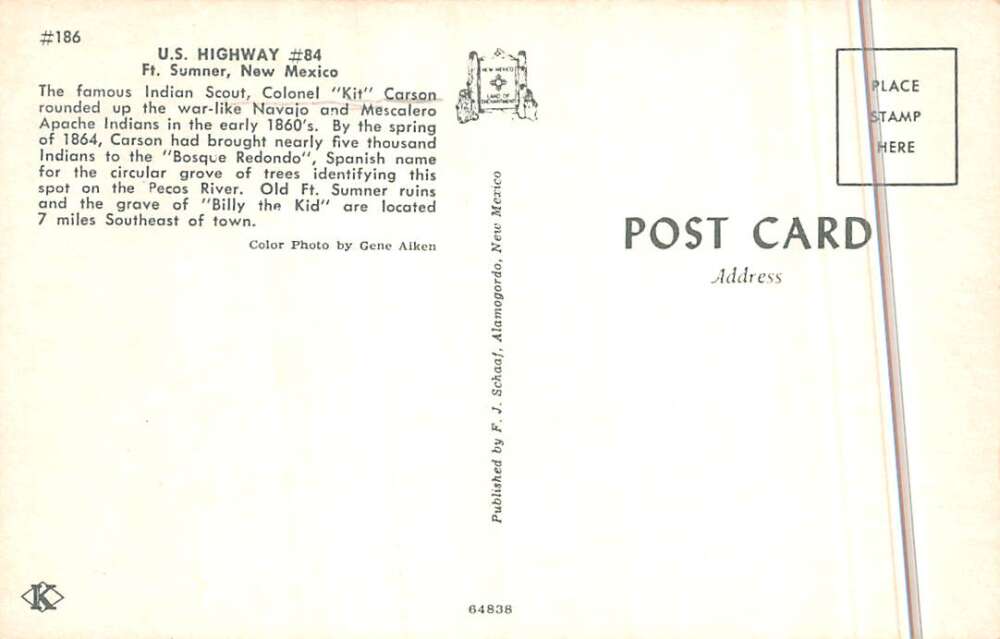 #186
U.S. HIGHWAY #84
Ft. Sumner, New Mexico
The famous Indian Scout, Colonel "Kit" Carson
rounded up the war-like Navajo and Mescalero
Apache Indians in the early 1860's. By the spring
of 1864, Carson had brought nearly five thousand
Indians to the "Bosque Redondo", Spanish name
for the circular grove of trees identifying this
spot on the Pecos River. Old Ft. Sumner ruins
and the grave of "Billy the Kid" are located
7 miles Southeast of town.
Color Photo by Gene Aiken
NEW MEXICO
LAND OF
ENCHANTMENT
Published by F. J. Schaaf, Alamogordo, New Mexico
PLACE
STAMP
HERE
POST CARD
Address
K
64838